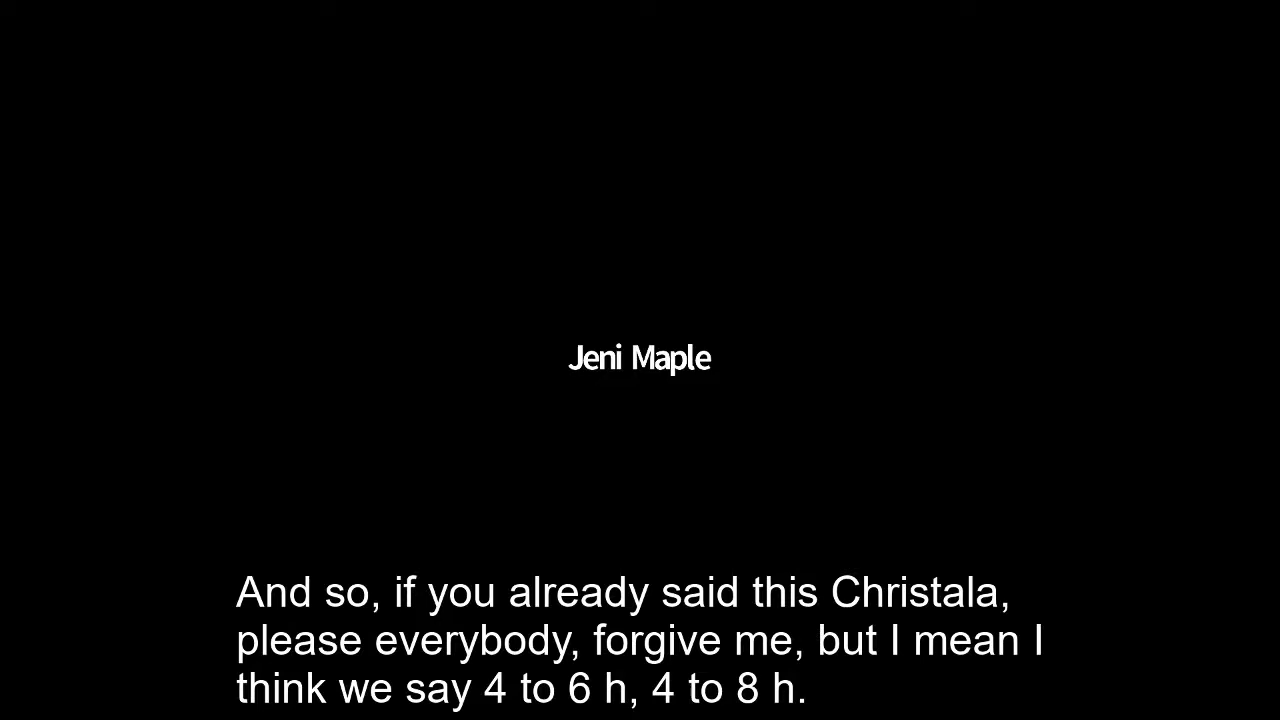 Jeni Maple
And so, if you already said this Christala,
please everybody, forgive me, but I mean I
think we say 4 to 6 h, 4 to 8 h.